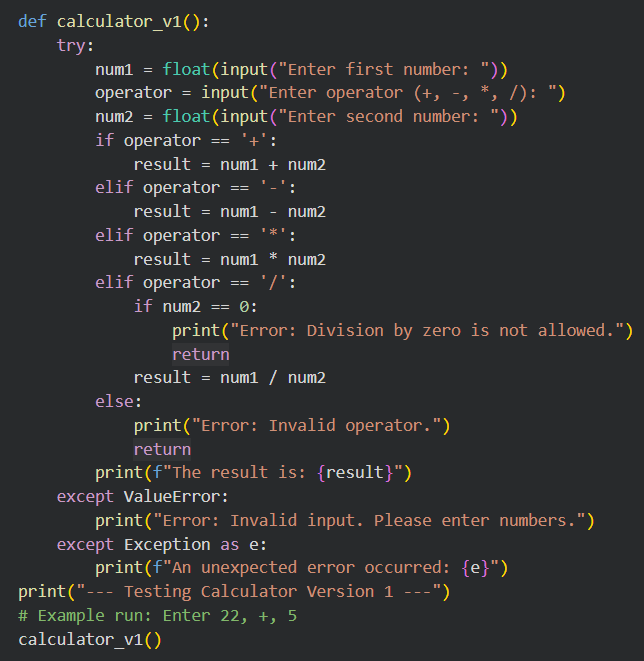 def calculator_v1():
    try:
        num1 = float(input("Enter first number: "))
        operator = input("Enter operator (+, -, *, /): ")
        num2 = float(input("Enter second number: "))
        if operator == '+':
            result = num1 + num2
        elif operator == '-':
            result = num1 - num2
        elif operator == '*':
            result = num1 * num2
        elif operator == '/':
            if num2 == 0:
                print("Error: Division by zero is not allowed.")
                return
            result = num1 / num2
        else:
            print("Error: Invalid operator.")
            return
        print(f"The result is: {result}")
    except ValueError:
        print("Error: Invalid input. Please enter numbers.")
    except Exception as e:
        print(f"An unexpected error occurred: {e}")
print("--- Testing Calculator Version 1 ---")
# Example run: Enter 22, +, 5
calculator_v1()